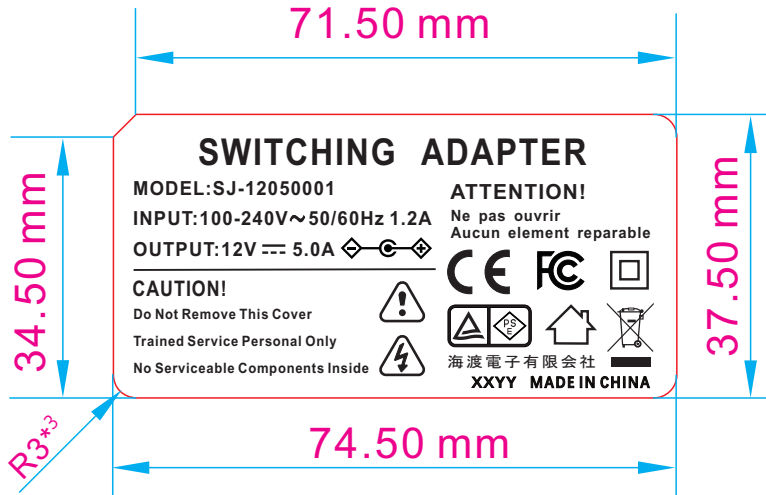 71.50 mm
SWITCHING ADAPTER
MODEL:SJ-12050001
INPUT:100-240V~50/60Hz 1.2A
OUTPUT:12V ⎓ 5.0A
CAUTION!
Do Not Remove This Cover
Trained Service Personal Only
No Serviceable Components Inside
ATTENTION!
Ne pas ouvrir
Aucun element reparable
CE FC
PS
E
海渡電子有限会社
XXYY MADE IN CHINA
34.50 mm
37.50 mm
R3*3
74.50 mm